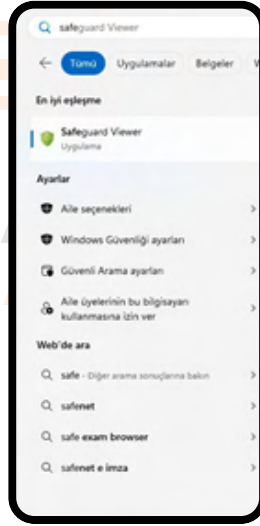 safeguard Viewer
Tümü Uygulamalar Belgeler
En iyi eşleşme
Safeguard Viewer
Uygulama
Ayarlar
Aile seçenekleri
Windows Güvenliği ayarları
Güvenli Arama ayarları
Aile üyelerinin bu bilgisayarı
kullanmasına izin ver
Web'de ara
safe - Diğer arama sonuçlarına bakın
safenet
safe exam browser
safenet e imza